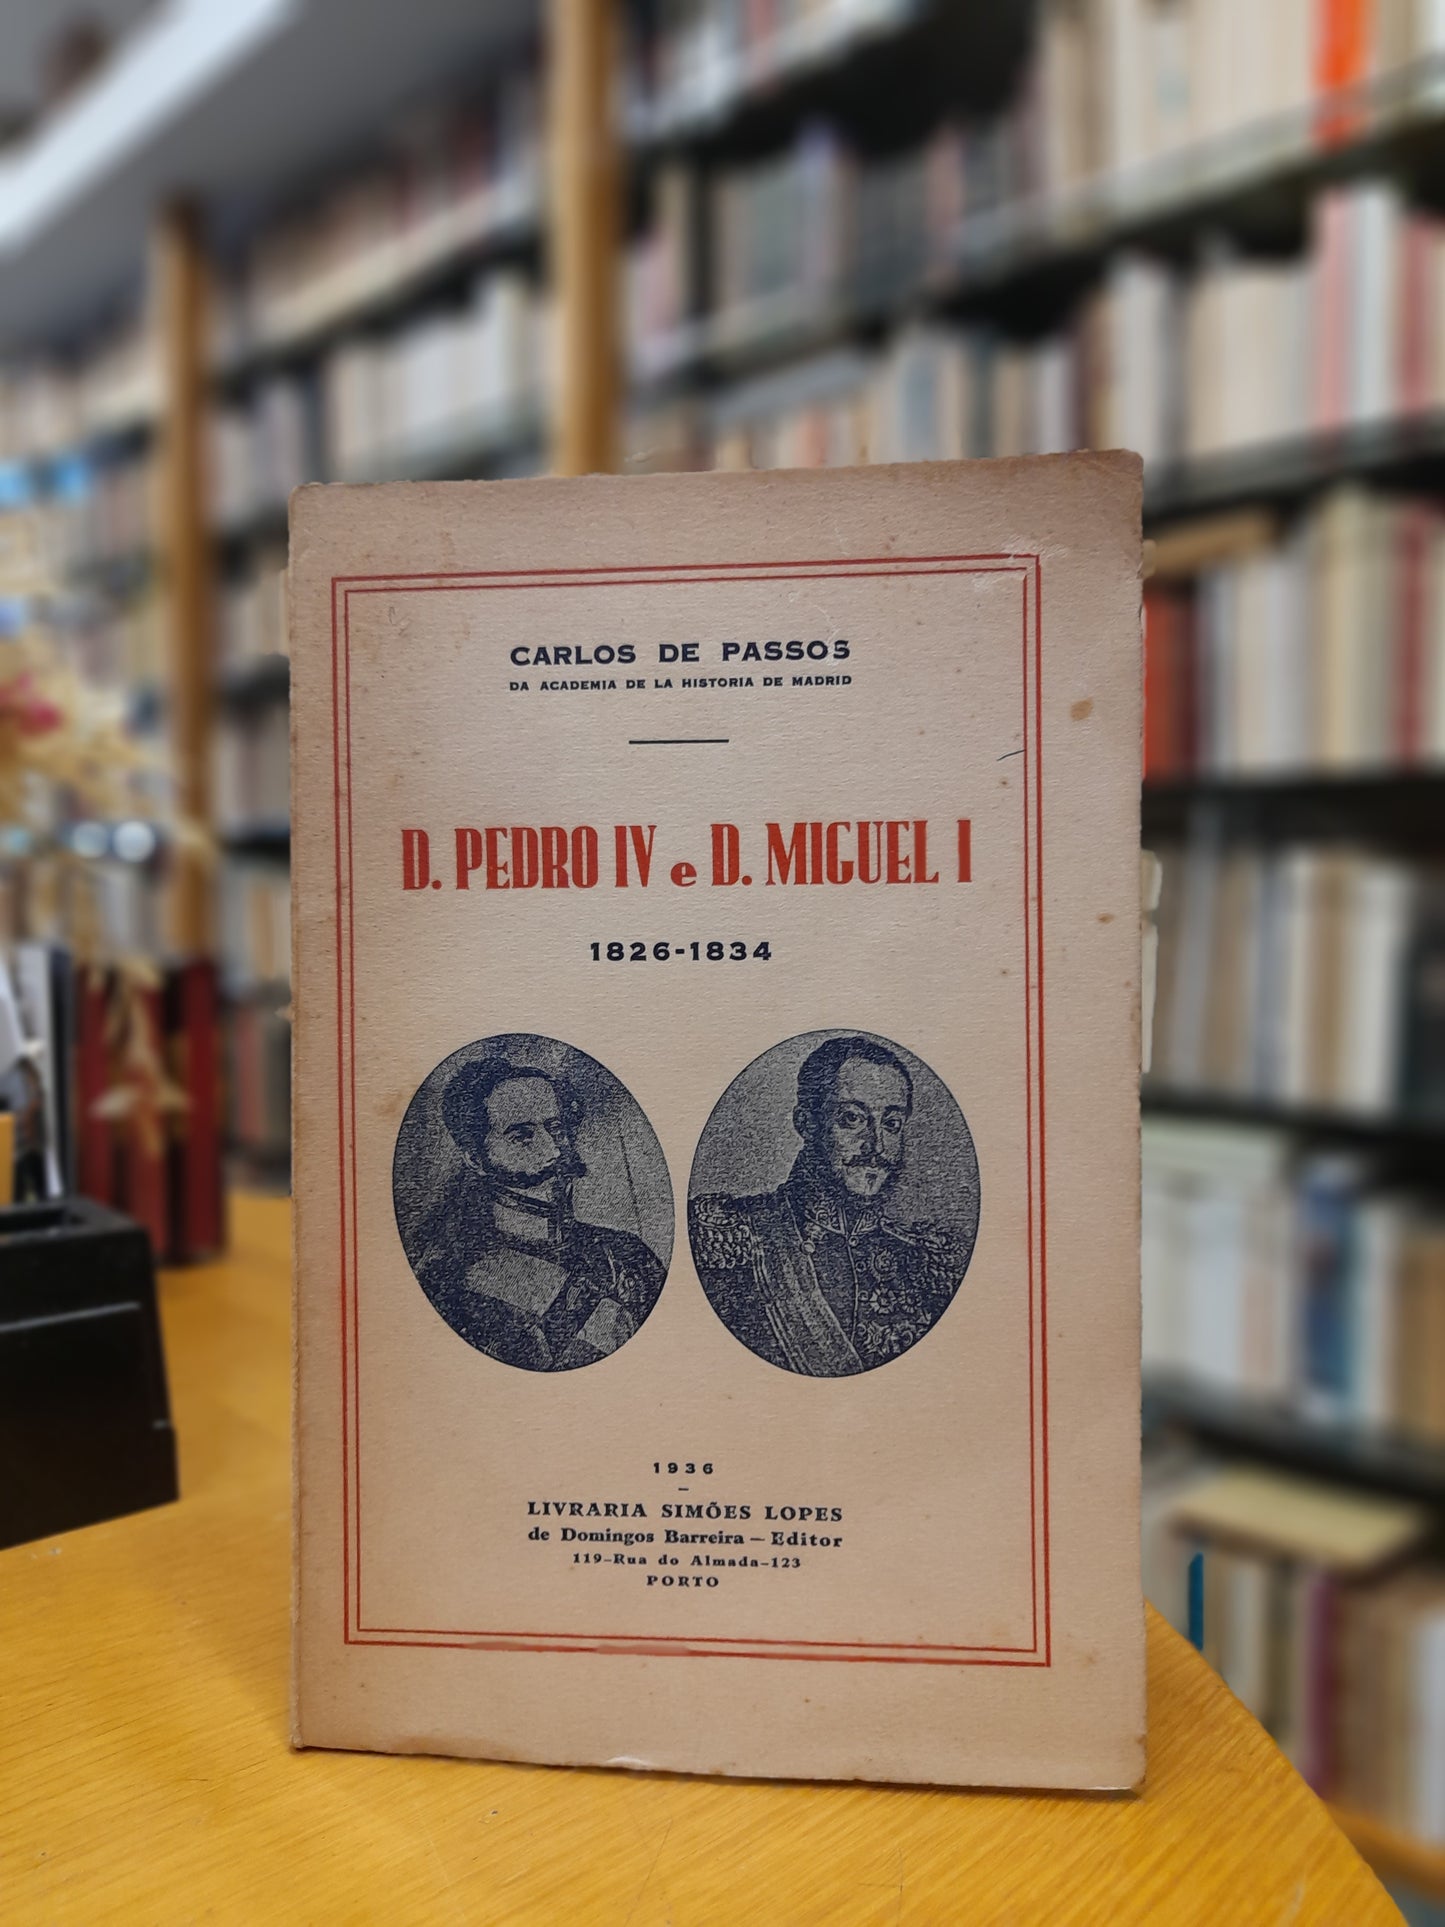 CARLOS DE PASSOS
DA ACADEMIA DE LA HISTORIA DE MADRID
D. PEDRO IV e D. MIGUEL I
1826-1834
1936
LIVRARIA SIMÕES LOPES
de Domingos Barreira — Editor
119-Rua do Almada-123
PORTO